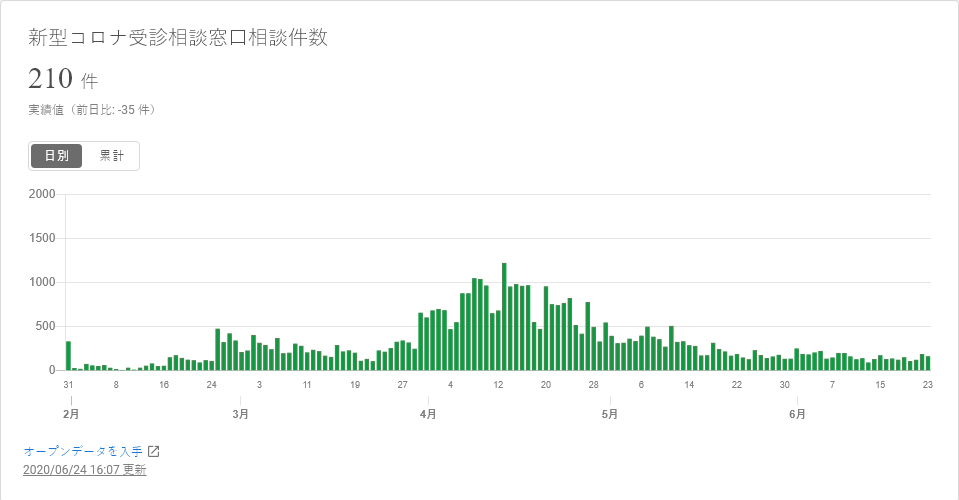 新型コロナ受診相談窓口相談件数
210 件
実績値（前日比: -35 件）
日別 累計
2000
1500
1000
500
0
31 8 16 24 3 11 19 27 4 12 20 28 6 14 22 30 7 15 23
2月 3月 4月 5月 6月
オープンデータを入手
2020/06/24 16:07 更新